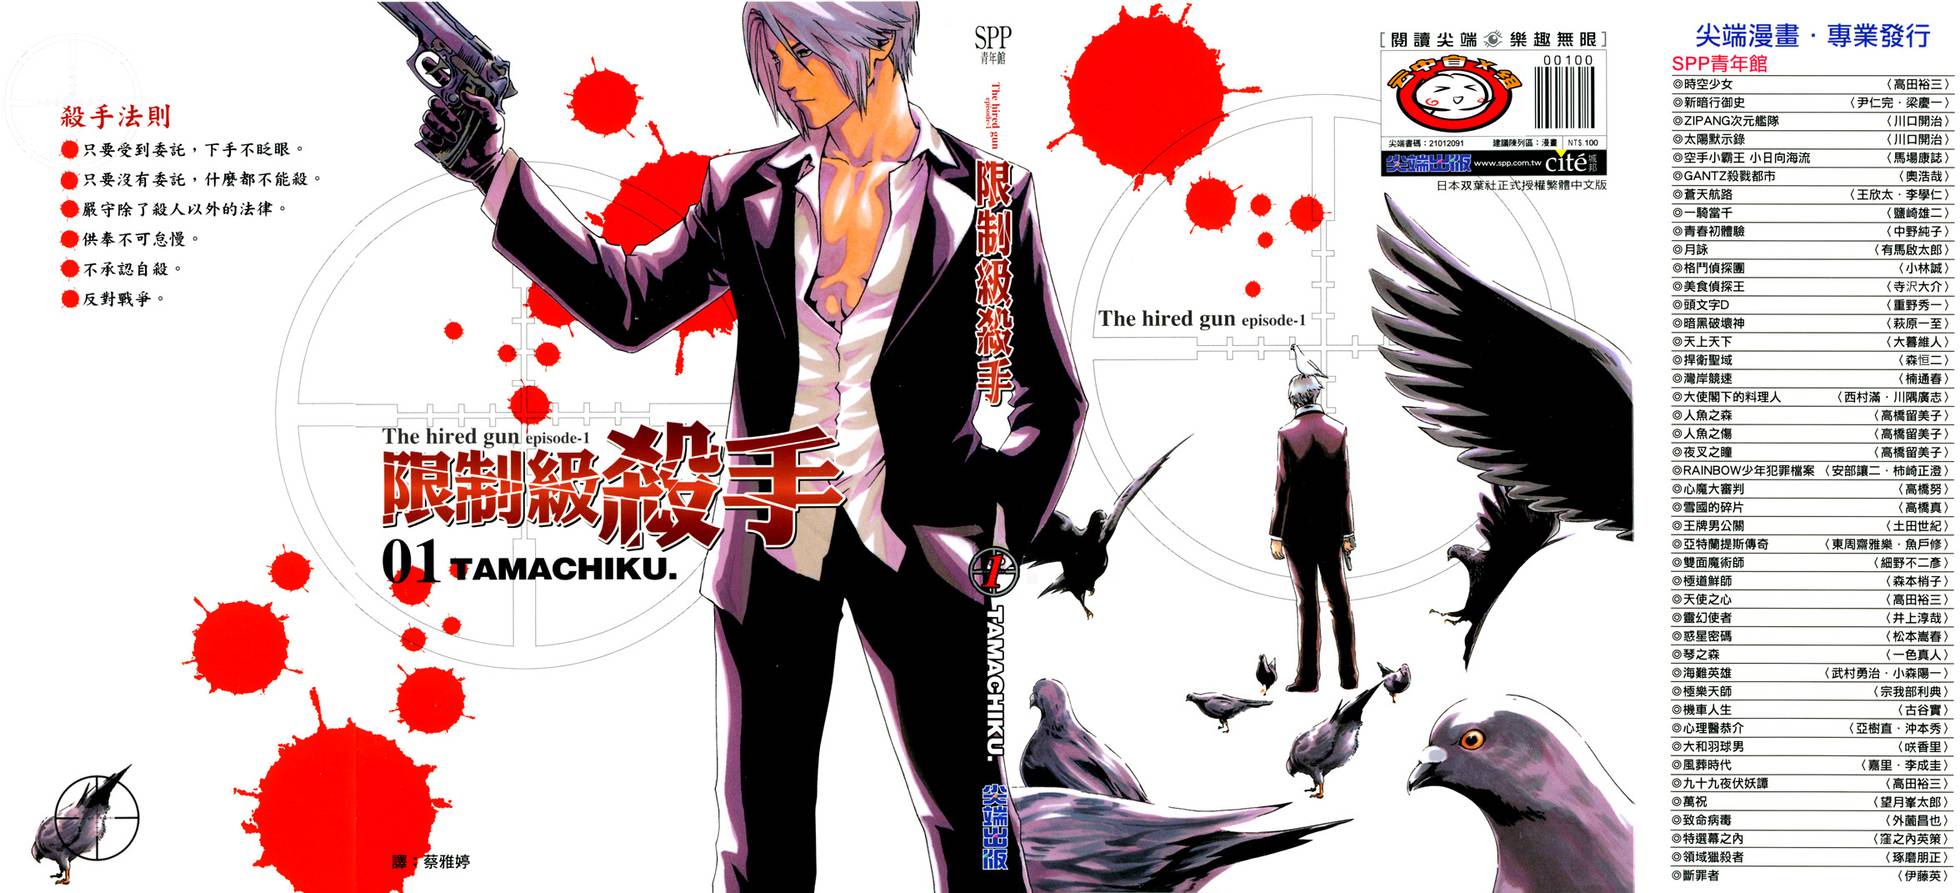 殺手法則
只要受到委託，下手不眨眼。
只要沒有委託，什麼都不能殺。
嚴守除了殺人以外的法律。
供奉不可怠慢。
不承認自殺。
反對戰爭。
The hired gun episode-1
限制級殺手
01 TAMACHIKU.
譯：蔡雅婷
SPP
青年館
The hired gun
episode-1
限制級殺手
1
TAMACHIKU.
尖端出版
[閱讀尖端 樂趣無限]
00100
尖端書碼：21012091 建議陳列區：漫畫 NT$.100
尖端出版 www.spp.com.tw cité 城邦
日本双葉社正式授權繁體中文版
The hired gun episode-1
尖端漫畫．專業發行
SPP青年館
◎時空少女 〈高田裕三〉
◎新暗行御史 〈尹仁完．梁慶一〉
◎ZIPANG次元艦隊 〈川口開治〉
◎太陽默示錄 〈川口開治〉
◎空手小霸王 小日向海流 〈馬場康誌〉
◎GANTZ殺戮都市 〈奧浩哉〉
◎蒼天航路 〈王欣太．李學仁〉
◎一騎當千 〈鹽崎雄二〉
◎青春初體驗 〈中野純子〉
◎月詠 〈有馬啟太郎〉
◎格鬥偵探團 〈小林誠〉
◎美食偵探王 〈寺沢大介〉
◎頭文字D 〈重野秀一〉
◎暗黑破壞神 〈萩原一至〉
◎天上天下 〈大暮維人〉
◎捍衛聖域 〈森恒二〉
◎灣岸競速 〈楠通春〉
◎大使閣下的料理人 〈西村滿．川隅廣志〉
◎人魚之森 〈高橋留美子〉
◎人魚之傷 〈高橋留美子〉
◎夜叉之瞳 〈高橋留美子〉
◎RAINBOW少年犯罪檔案 〈安部讓二．柿崎正澄〉
◎心魔大審判 〈高橋努〉
◎雪國的碎片 〈高橋真〉
◎王牌男公關 〈土田世紀〉
◎亞特蘭提斯傳奇 〈東周齋雅樂．魚戶修〉
◎雙面魔術師 〈細野不二彥〉
◎極道鮮師 〈森本梢子〉
◎天使之心 〈高田裕三〉
◎靈幻使者 〈井上淳哉〉
◎惑星密碼 〈松本嵩春〉
◎琴之森 〈一色真人〉
◎海難英雄 〈武村勇治．小森陽一〉
◎極樂天師 〈宗我部利典〉
◎機車人生 〈古谷實〉
◎心理醫恭介 〈亞樹直．沖本秀〉
◎大和羽球男 〈咲香里〉
◎風葬時代 〈嘉里．李成圭〉
◎九十九夜伏妖譚 〈高田裕三〉
◎萬祝 〈望月峯太郎〉
◎致命病毒 〈外薗昌也〉
◎特選幕之內 〈窪之內英策〉
◎領域獵殺者 〈琢磨朋正〉
◎斷罪者 〈伊藤英〉